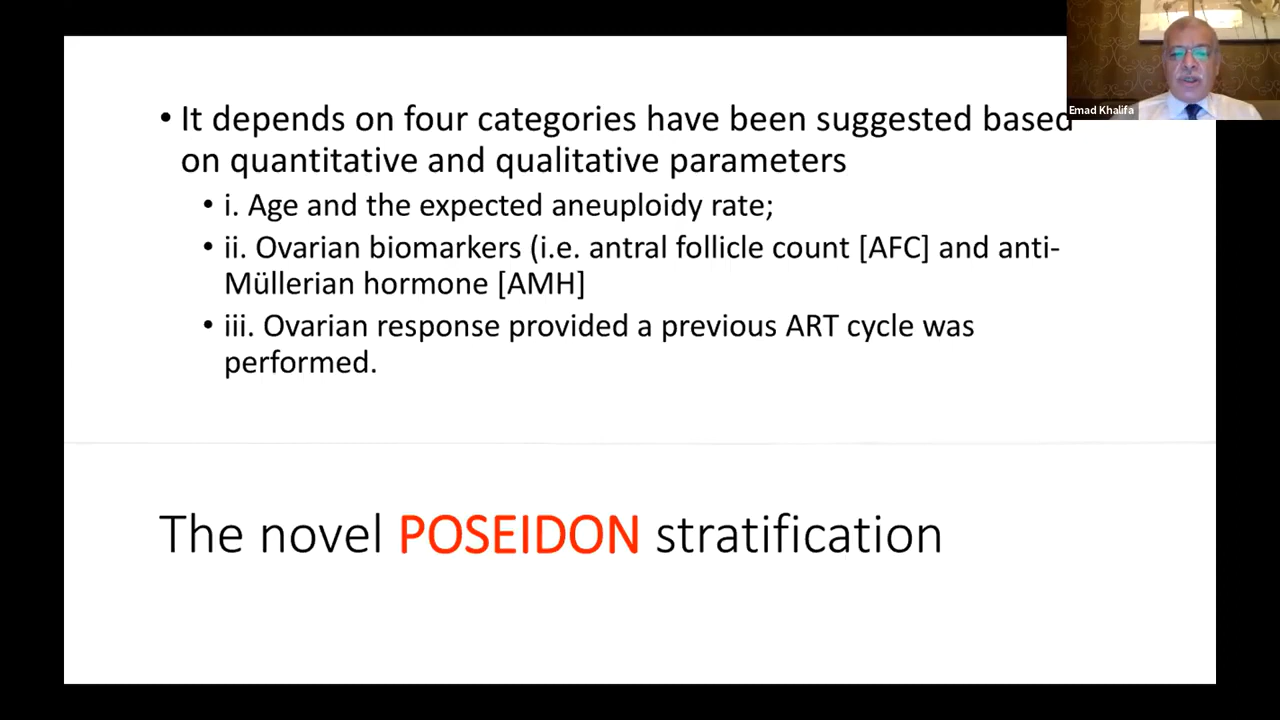 • It depends on four categories have been suggested based
on quantitative and qualitative parameters
• i. Age and the expected aneuploidy rate;
• ii. Ovarian biomarkers (i.e. antral follicle count [AFC] and anti-
Müllerian hormone [AMH]
• iii. Ovarian response provided a previous ART cycle was
performed.
The novel POSEIDON stratification
Emad Khalifa